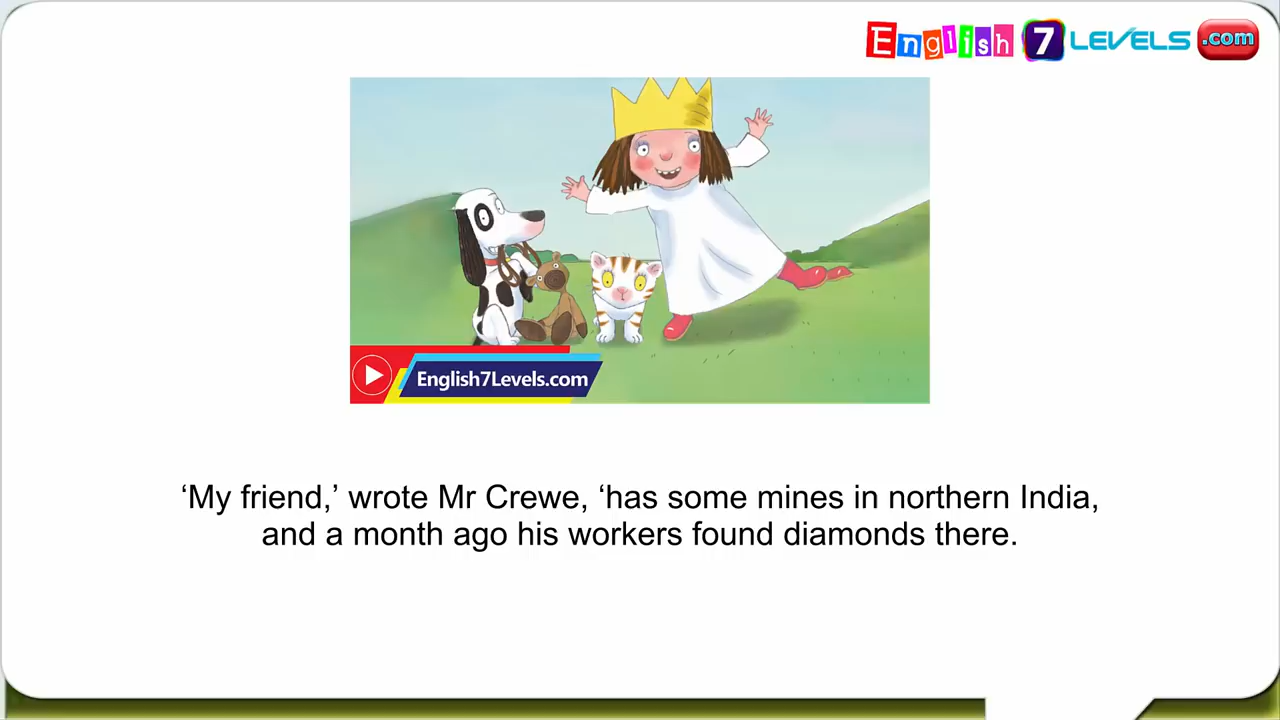 English 7 LEVELS .com
English7Levels.com
‘My friend,’ wrote Mr Crewe, ‘has some mines in northern India,
and a month ago his workers found diamonds there.